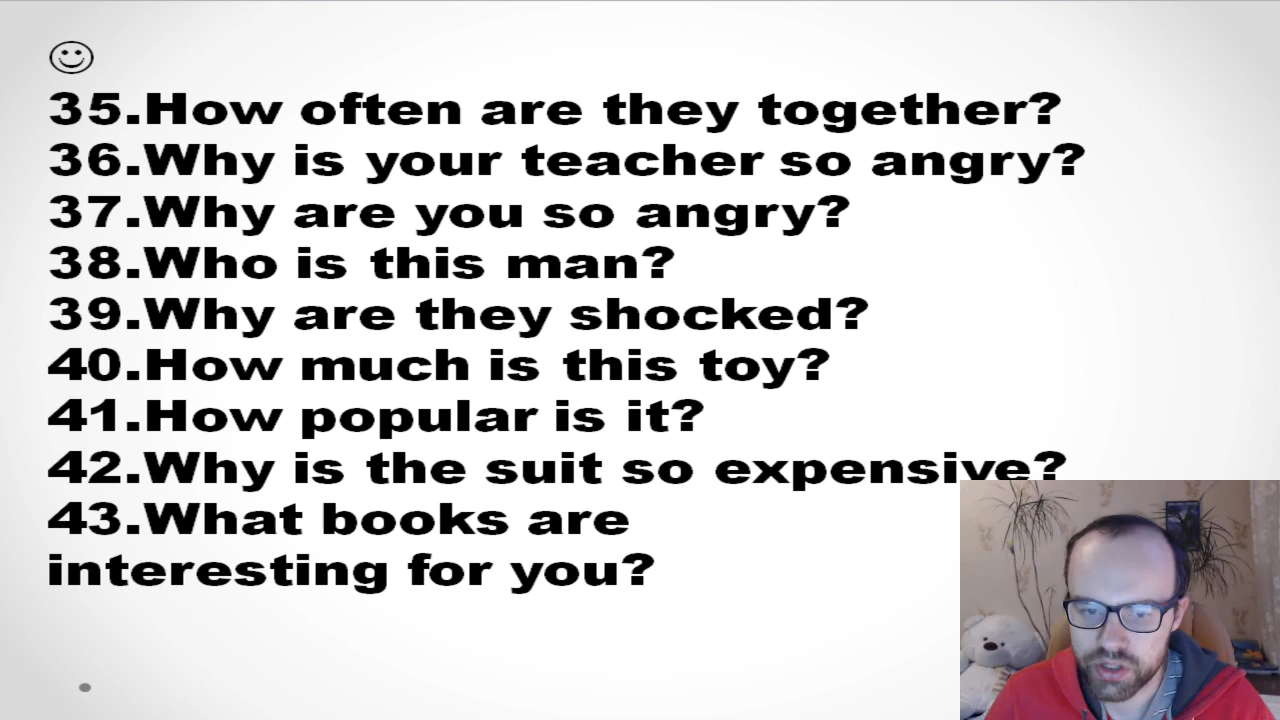 35.How often are they together?
36.Why is your teacher so angry?
37.Why are you so angry?
38.Who is this man?
39.Why are they shocked?
40.How much is this toy?
41.How popular is it?
42.Why is the suit so expensive?
43.What books are
interesting for you?